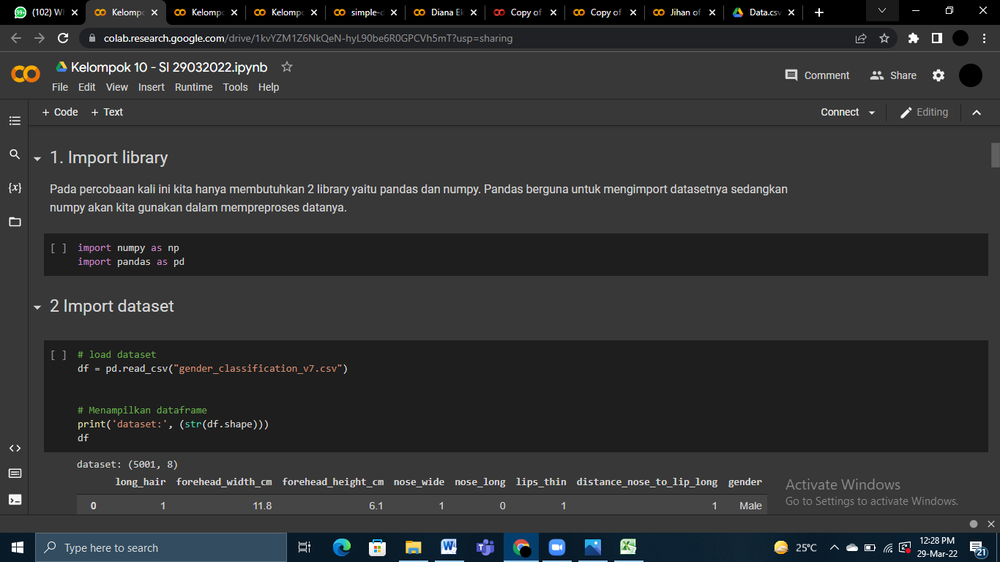 (102) W
Kelompo
Kelompo
Kelompo
simple-d
Diana Ek
Copy of
Copy of
Jihan of
Data.csv
colab.research.google.com/drive/1kvYZM1Z6NkQeN-hyL90be6R0GPCVh5mT?usp=sharing
Kelompok 10 - SI 29032022.ipynb
File Edit View Insert Runtime Tools Help
Comment Share
+ Code + Text
Connect Editing
1. Import library
Pada percobaan kali ini kita hanya membutuhkan 2 library yaitu pandas dan numpy. Pandas berguna untuk mengimport datasetnya sedangkan
numpy akan kita gunakan dalam mempreproses datanya.
[ ] import numpy as np
import pandas as pd
2 Import dataset
[ ] # load dataset
df = pd.read_csv("gender_classification_v7.csv")
# Menampilkan dataframe
print('dataset:', (str(df.shape)))
df
dataset: (5001, 8)
long_hair forehead_width_cm forehead_height_cm nose_wide nose_long lips_thin distance_nose_to_lip_long gender
0 1 11.8 6.1 1 0 1 1 Male
Activate Windows
Go to Settings to activate Windows.
Type here to search
25°C
12:28 PM
29-Mar-22
21